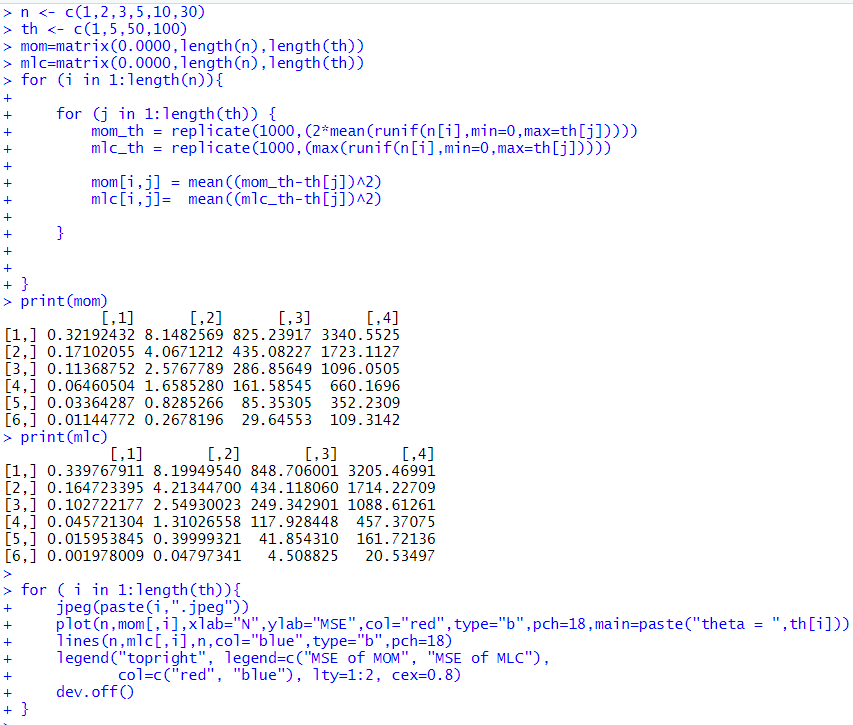 > n <- c(1,2,3,5,10,30)
> th <- c(1,5,50,100)
> mom=matrix(0.0000,length(n),length(th))
> mlc=matrix(0.0000,length(n),length(th))
> for (i in 1:length(n)){
+
+     for (j in 1:length(th)) {
+         mom_th = replicate(1000,(2*mean(runif(n[i],min=0,max=th[j]))))
+         mlc_th = replicate(1000,(max(runif(n[i],min=0,max=th[j]))))
+
+         mom[i,j] = mean((mom_th-th[j])^2)
+         mlc[i,j]=  mean((mlc_th-th[j])^2)
+
+     }
+
+
+ }
> print(mom)
           [,1]      [,2]      [,3]      [,4]
[1,] 0.32192432 8.1482569 825.23917 3340.5525
[2,] 0.17102055 4.0671212 435.08227 1723.1127
[3,] 0.11368752 2.5767789 286.85649 1096.0505
[4,] 0.06460504 1.6585280 161.58545  660.1696
[5,] 0.03364287 0.8285266  85.35305  352.2309
[6,] 0.01144772 0.2678196  29.64553  109.3142
> print(mlc)
            [,1]       [,2]       [,3]       [,4]
[1,] 0.339767911 8.19949540 848.706001 3205.46991
[2,] 0.164723395 4.21344700 434.118060 1714.22709
[3,] 0.102722177 2.54930023 249.342901 1088.61261
[4,] 0.045721304 1.31026558 117.928448  457.37075
[5,] 0.015953845 0.39999321  41.854310  161.72136
[6,] 0.001978009 0.04797341   4.508825   20.53497
>
> for ( i in 1:length(th)){
+     jpeg(paste(i,".jpeg"))
+     plot(n,mom[,i],xlab="N",ylab="MSE",col="red",type="b",pch=18,main=paste("theta = ",th[i]))
+     lines(n,mlc[,i],n,col="blue",type="b",pch=18)
+     legend("topright", legend=c("MSE of MOM", "MSE of MLC"),
+            col=c("red", "blue"), lty=1:2, cex=0.8)
+     dev.off()
+ }